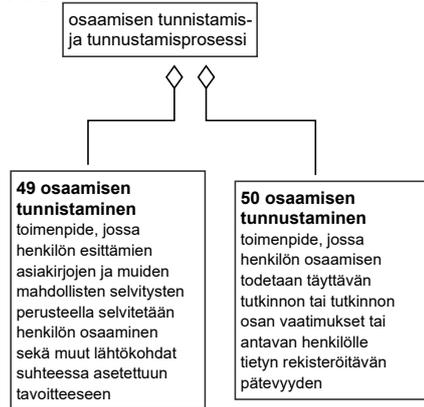 osaamisen tunnistamis-
ja tunnustamisprosessi
49 osaamisen
tunnistaminen
toimenpide, jossa
henkilön esittämien
asiakirjojen ja muiden
mahdollisten selvitysten
perusteella selvitetään
henkilön osaaminen
sekä muut lähtökohdat
suhteessa asetettuun
tavoitteeseen
50 osaamisen
tunnustaminen
toimenpide, jossa
henkilön osaamisen
todetaan täyttävän
tutkinnon tai tutkinnon
osan vaatimukset tai
antavan henkilölle
tietyn rekisteröitävän
pätevyyden